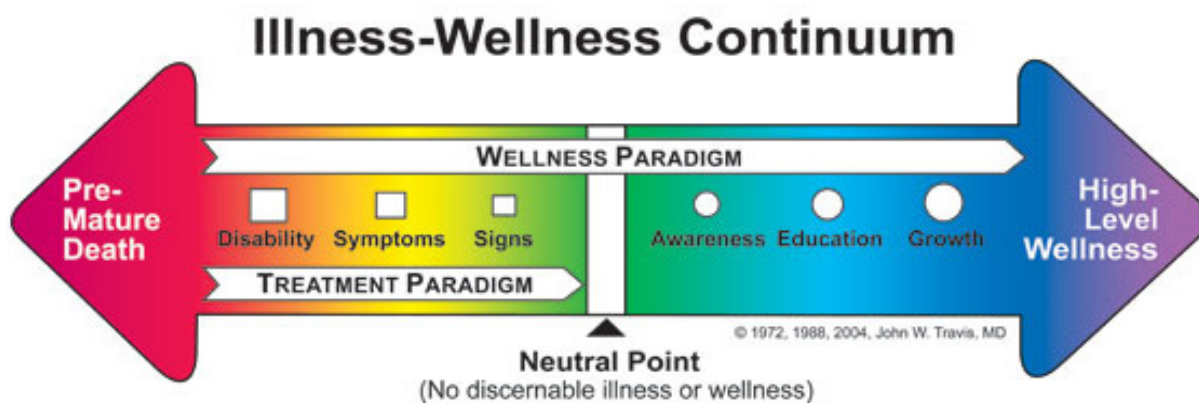 Illness-Wellness Continuum
WELLNESS PARADIGM
Pre-
Mature
Death
Disability Symptoms Signs Awareness Education Growth
High-
Level
Wellness
TREATMENT PARADIGM
© 1972, 1988, 2004, John W. Travis, MD
Neutral Point
(No discernable illness or wellness)